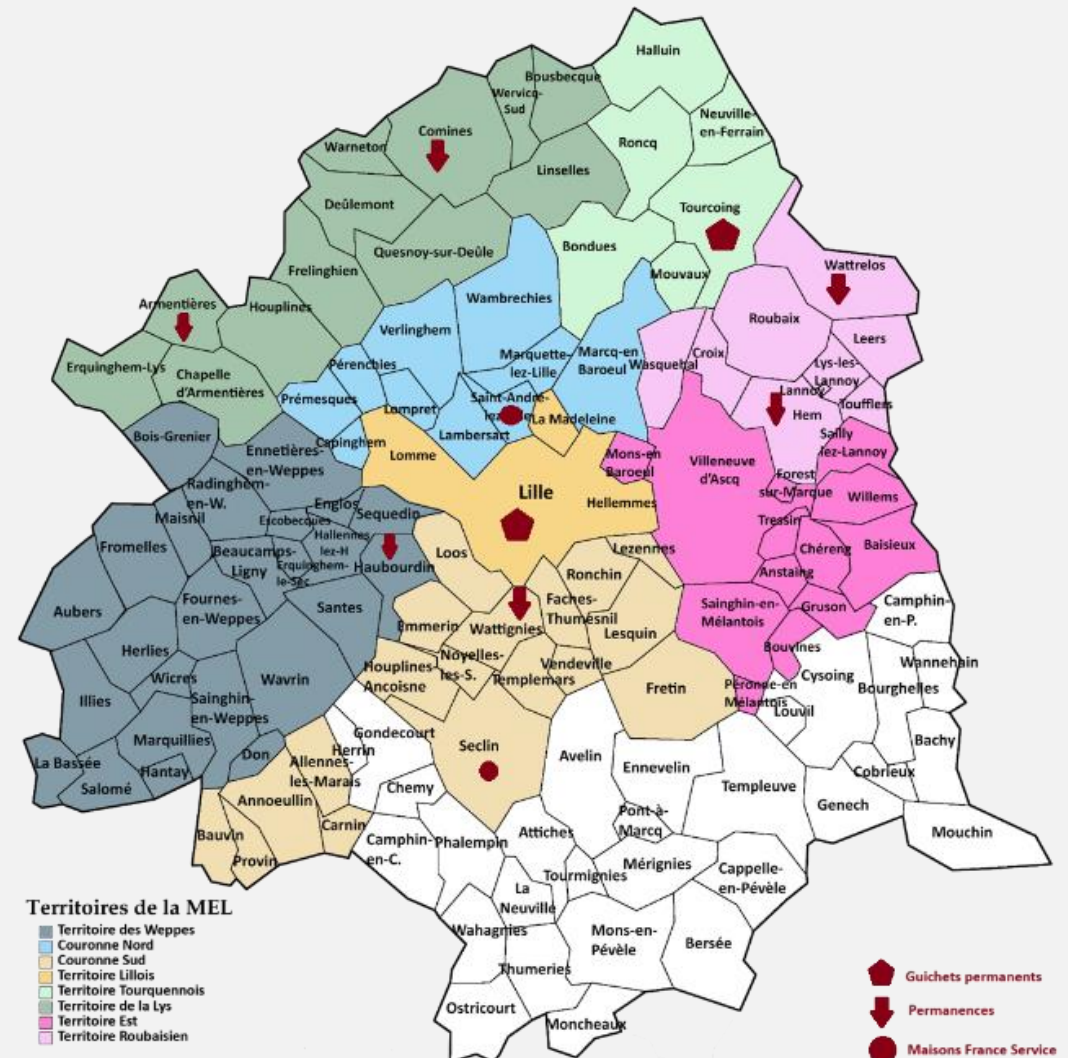 Halluin
Bousbecque
Wervicq-
Sud
Neuville-
en-Ferrain
Comines
Roncq
Warneton
Linselles
Deûlemont
Tourcoing
Bondues
Quesnoy-sur-Deûle
Mouvaux
Wattrelos
Frelinghien
Armentières
Houplines
Wambrechies
Roubaix
Verlinghem
Leers
Marquette-
lez-Lille
Marcq-en
Baroeul
Croix
Pérenchies
Wasquehal
Lys-les-
Lannoy
Erquinghem-Lys
Chapelle
d'Armentières
Prémesques
Lompret
Saint-André-
Lannoy
Toufflers
La Madeleine
Hem
Lambersart
Bois-Grenier
Capinghem
Sailly
lez-Lannoy
Ennetières-
en-Weppes
Lomme
Mons-en
Baroeul
Villeneuve
d'Ascq
Radinghem-
en-W.
Forest
sur-Marque
Lille
Willems
Hellemmes
Englos
Sequedin
Maisnil
Escobecques
Tressin
Hallennes
lez-H
Fromelles
Beaucamps-
Ligny
Loos
Lezennes
Chéreng
Baisieux
Erquinghem-
le-Sec
Haubourdin
Ronchin
Anstaing
Aubers
Fournes-
en-Weppes
Santes
Faches-
Thumesnil
Sainghin-en-
Mélantois
Gruson
Camphin-
en-P.
Emmerin
Wattignies
Lesquin
Herlies
Bouvines
Noyelles-
les-S.
Vendeville
Wannehain
Houplines
Ancoisne
Templemars
Cysoing
Wicres
Wavrin
Fretin
Péronne-en
Mélantois
Bourghelles
Illies
Sainghin
en-Weppes
Louvil
Gondecourt
Marquillies
Herrin
Seclin
Avelin
Bachy
Don
La Bassée
Allennes-
les-Marais
Ennevelin
Hantay
Cobrieux
Salomé
Chemy
Templeuve
Annoeullin
Genech
Pont-à-
Marcq
Carnin
Bauvin
Camphin-
en-C.
Phalempin
Attiches
Mouchin
Provin
Mérignies
Tourmignies
Cappelle-
en-Pévèle
La
Neuville
Wahagnies
Mons-en-
Pévèle
Bersée
Thumeries
Ostricourt
Moncheaux
Territoires de la MEL
Territoire des Weppes
Couronne Nord
Couronne Sud
Territoire Lillois
Territoire Tourquennois
Territoire de la Lys
Territoire Est
Territoire Roubaisien
Guichets permanents
Permanences
Maisons France Service